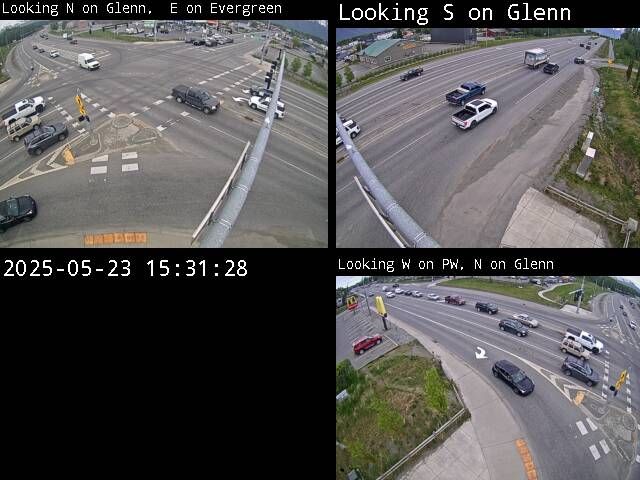 Looking N on Glenn,  E on Evergreen
Looking S on Glenn
2025-05-23 15:31:28
Looking W on PW, N on Glenn